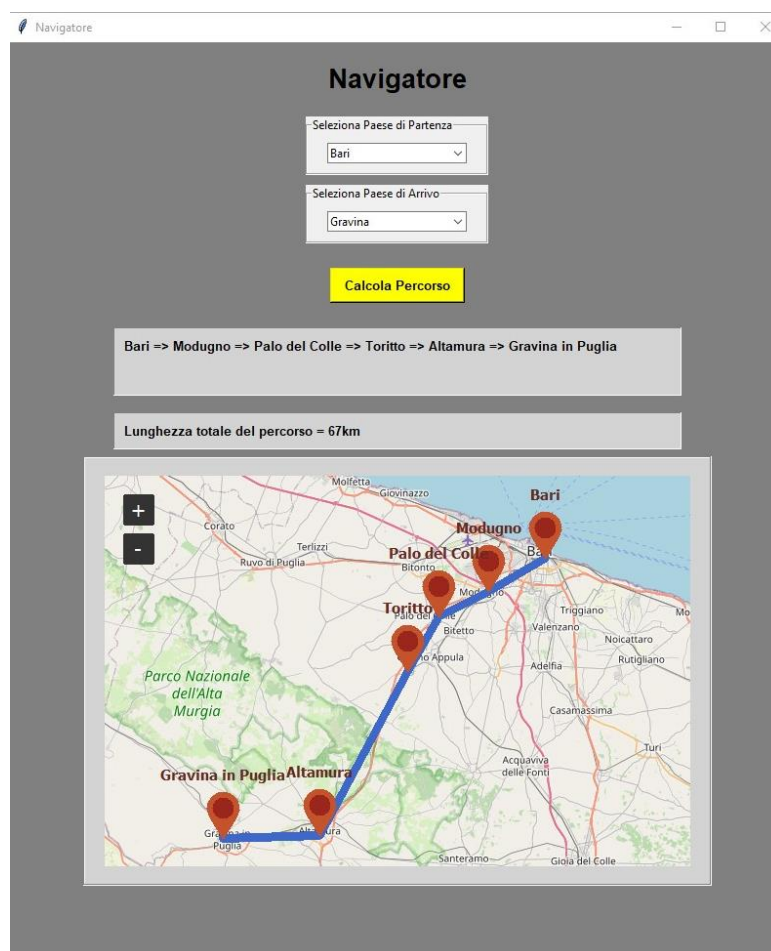 Navigatore
Navigatore
Seleziona Paese di Partenza
Bari
Seleziona Paese di Arrivo
Gravina
Calcola Percorso
Bari => Modugno => Palo del Colle => Toritto => Altamura => Gravina in Puglia
Lunghezza totale del percorso = 67km
+
-
Molfetta
Giovinazzo
Bari
Corato
Modugno
Terlizzi
Palo del Colle
Ruvo di Puglia
Bitonto
Toritto
Triggiano
Mo
Bitetto
Valenzano
Noicattaro
Adelfia
Rutigliano
Parco Nazionale
dell'Alta
Murgia
Casamassima
Turi
Acquaviva
delle Fonti
Gravina in Puglia
Altamura
Puglia
Santeramo
Gioia del Colle